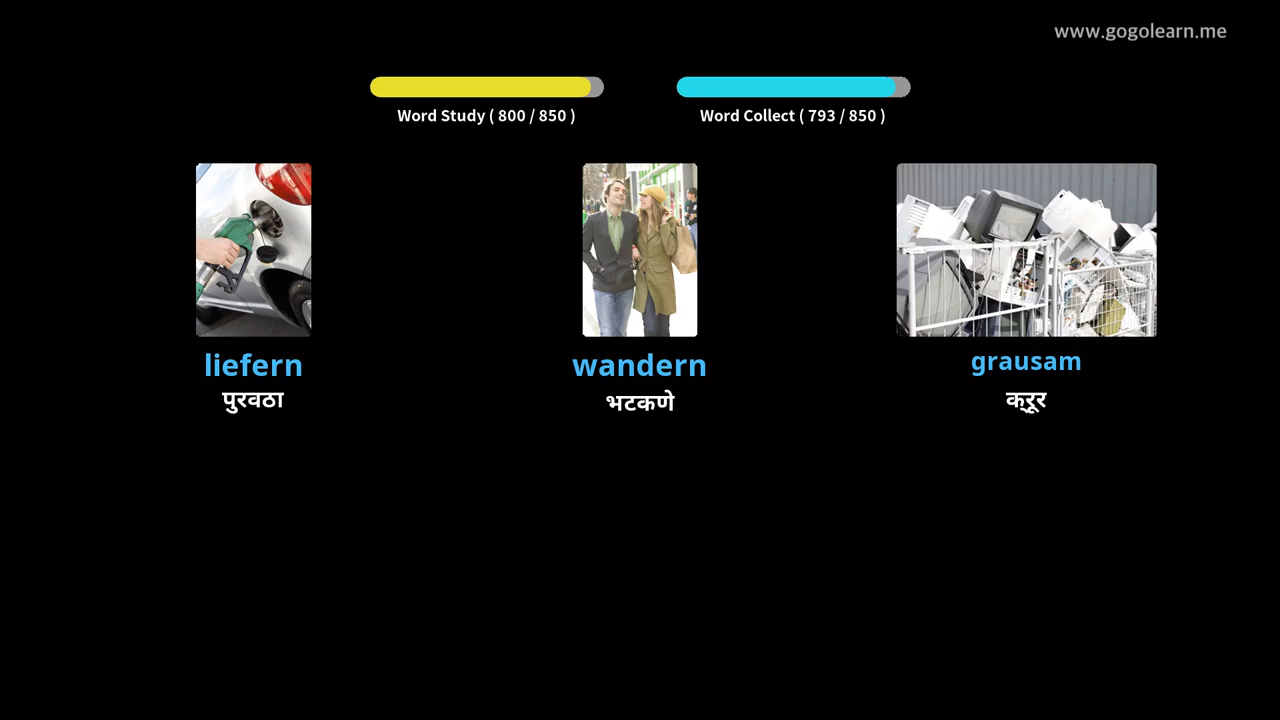 www.gogolearn.me
Word Study ( 800 / 850 )
Word Collect ( 793 / 850 )
liefern
wandern
grausam
पुरवठा
भटकणे
क्रूर